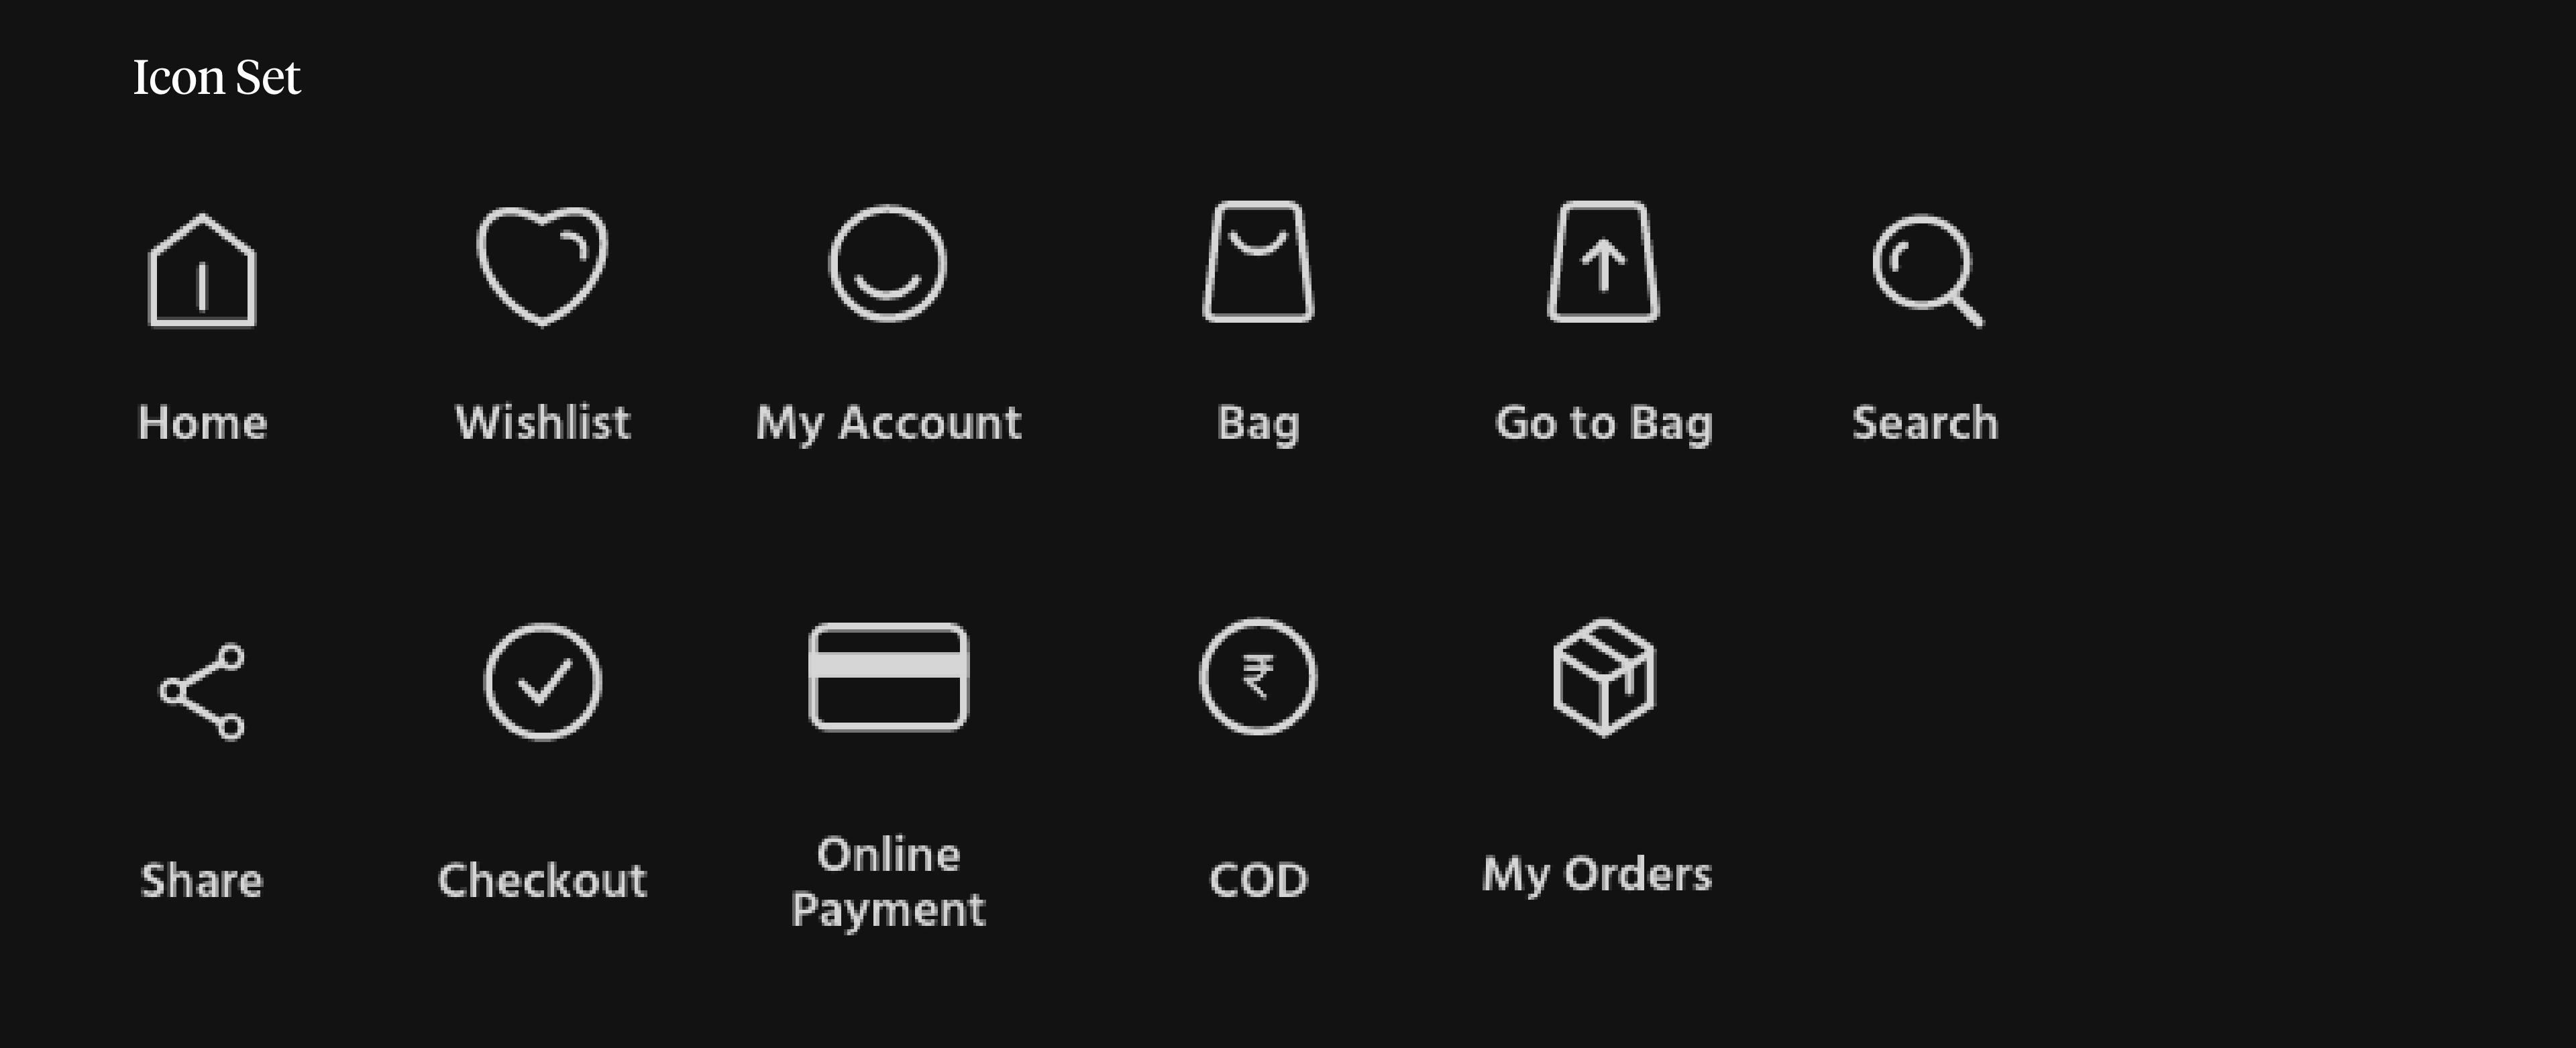 Icon Set
Home
Wishlist
My Account
Bag
Go to Bag
Search
₹
Share
Checkout
Online
Payment
COD
My Orders